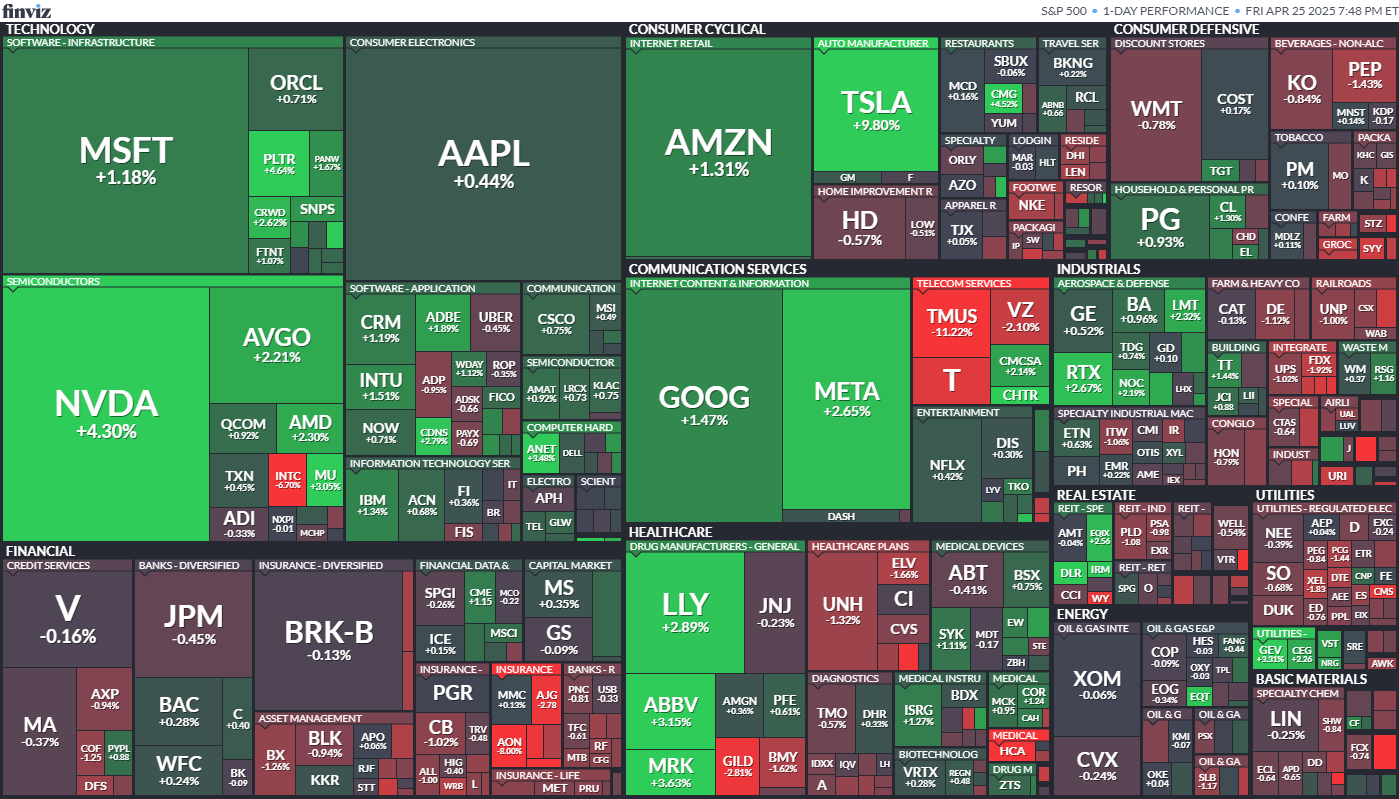 finviz
S&P 500 • 1-DAY PERFORMANCE • FRI APR 25 2025 7:48 PM ET
TECHNOLOGY
SOFTWARE - INFRASTRUCTURE
MSFT
+1.18%
ORCL
+0.71%
PLTR
+4.64%
PANW
+1.67%
CRWD
+2.62%
SNPS
FTNT
+1.07%
CONSUMER ELECTRONICS
AAPL
+0.44%
SEMICONDUCTORS
NVDA
+4.30%
AVGO
+2.21%
QCOM
+0.92%
AMD
+2.30%
TXN
+0.45%
INTC
-6.70%
MU
+3.05%
ADI
-0.33%
NXPI
-0.01
MCHP
SOFTWARE - APPLICATION
CRM
+1.19%
ADBE
+1.89%
UBER
-0.45%
INTU
+1.51%
ADP
-0.95%
WDAY
+1.12%
ROP
-0.35%
ADSK
-0.66
FICO
NOW
+0.71%
CDNS
+2.79%
PAYX
-0.69
COMMUNICATION
CSCO
+0.75%
MSI
+0.49
SEMICONDUCTOR
AMAT
+0.92%
LRCX
+0.73
KLAC
+0.75
COMPUTER HARD
ANET
+3.48%
DELL
INFORMATION TECHNOLOGY SER
IBM
+1.34%
ACN
+0.68%
FI
+0.36%
IT
BR
FIS
ELECTRO
APH
TEL
GLW
SCIENT
CONSUMER CYCLICAL
INTERNET RETAIL
AMZN
+1.31%
AUTO MANUFACTURER
TSLA
+9.80%
GM
F
HOME IMPROVEMENT R
HD
-0.57%
LOW
-0.51%
RESTAURANTS
MCD
+0.16%
SBUX
-0.06%
CMG
+4.52%
YUM
TRAVEL SER
BKNG
+0.22%
ABNB
+0.66
RCL
SPECIALTY
ORLY
AZO
LODGIN
MAR
-0.03
HLT
RESIDE
DHI
LEN
APPAREL R
TJX
+0.05%
FOOTWE
NKE
RESOR
PACKAGI
IP
SW
CONSUMER DEFENSIVE
DISCOUNT STORES
WMT
-0.78%
COST
+0.17%
TGT
BEVERAGES - NON-ALC
KO
-0.84%
PEP
-1.43%
MNST
+0.14%
KDP
-0.17
HOUSEHOLD & PERSONAL PR
PG
+0.93%
CL
+1.30%
CHD
EL
TOBACCO
PM
+0.10%
MO
PACKA
KHC
GIS
K
CONFE
MDLZ
+0.11%
FARM
GROC
STZ
SYY
COMMUNICATION SERVICES
INTERNET CONTENT & INFORMATION
GOOG
+1.47%
META
+2.65%
DASH
TELECOM SERVICES
TMUS
-11.22%
VZ
-2.10%
T
CMCSA
+2.14%
CHTR
ENTERTAINMENT
NFLX
+0.42%
DIS
+0.30%
LYV
TKO
INDUSTRIALS
AEROSPACE & DEFENSE
GE
+0.52%
BA
+0.96%
LMT
+2.32%
RTX
+2.67%
TDG
+0.74%
GD
+0.10
NOC
+2.19%
LHX
FARM & HEAVY CO
CAT
-0.13%
DE
-1.12%
RAILROADS
UNP
-1.00%
CSX
WAB
BUILDING
TT
+1.44%
JCI
+0.88
LII
INTEGRATE
UPS
-1.02%
FDX
-1.92%
WASTE M
WM
+0.37
RSG
+1.16
SPECIALTY INDUSTRIAL MAC
ETN
+0.63%
ITW
-1.06%
CMI
IR
OTIS
XYL
PH
EMR
+0.22%
AME
IEX
CONGLO
HON
-0.79%
SPECIAL
CTAS
-0.64
AIRLI
UAL
LUV
INDUST
J
URI
HEALTHCARE
DRUG MANUFACTURERS - GENERAL
LLY
+2.89%
JNJ
-0.23%
ABBV
+3.15%
AMGN
+0.36%
PFE
+0.61%
MRK
+3.63%
GILD
-2.81%
BMY
-1.62%
HEALTHCARE PLANS
UNH
-1.32%
ELV
-1.66%
CI
CVS
MEDICAL DEVICES
ABT
-0.41%
BSX
+0.75%
SYK
+1.11%
MDT
-0.17
EW
STE
ZBH
DIAGNOSTICS
TMO
-0.57%
DHR
+0.33%
IDXX
IQV
LH
A
MEDICAL INSTRU
ISRG
+1.27%
BDX
MEDICAL
MCK
+0.95
COR
+1.24
CAH
MEDICAL
HCA
BIOTECHNOLOG
VRTX
+0.28%
REGN
+0.48
DRUG M
ZTS
REAL ESTATE
REIT - SPE
AMT
-0.04%
EQIX
+2.56
DLR
IRM
CCI
WY
REIT - IND
PLD
-1.08
PSA
-0.98
EXR
REIT -
WELL
-0.54%
VTR
REIT - RET
SPG
O
UTILITIES
UTILITIES - REGULATED ELEC
NEE
-0.39%
AEP
+0.04%
D
EXC
-0.24
SO
-0.68%
PEG
-0.84
PCG
-1.44
ETR
XEL
-1.83
DTE
CNP
FE
AEE
ES
CMS
DUK
ED
-0.76
PPL
EIX
UTILITIES -
GEV
+3.31%
CEG
+2.26
VST
NRG
SRE
AWK
ENERGY
OIL & GAS INTE
XOM
-0.06%
CVX
-0.24%
OIL & GAS E&P
COP
-0.09%
HES
-0.03
FANG
+0.44
EOG
-0.34%
OXY
-0.03
TPL
EQT
OIL & G
KMI
-0.07
OKE
+0.04
OIL & GA
PSX
OIL & GA
SLB
-1.17
BASIC MATERIALS
SPECIALTY CHEM
LIN
-0.25%
SHW
-0.84
ECL
-0.64
APD
-0.65
DD
CF
FCX
-0.74
FINANCIAL
CREDIT SERVICES
V
-0.16%
MA
-0.37%
AXP
-0.94%
COF
-1.25
PYPL
+0.88
DFS
BANKS - DIVERSIFIED
JPM
-0.45%
BAC
+0.28%
C
+0.40
WFC
+0.24%
BK
-0.09
INSURANCE - DIVERSIFIED
BRK-B
-0.13%
ASSET MANAGEMENT
BX
-1.26%
BLK
-0.94%
APO
+0.06%
KKR
RJF
STT
FINANCIAL DATA &
SPGI
-0.26%
CME
+1.15
MCO
-0.22
ICE
+0.15%
MSCI
CAPITAL MARKET
MS
+0.35%
GS
-0.09%
INSURANCE -
PGR
CB
-1.02%
TRV
-0.48
ALL
-1.00
HIG
-0.40
WRB
L
INSURANCE
MMC
+0.13%
AJG
-2.78
AON
-8.00%
BANKS - R
PNC
-0.81
USB
-0.33
TFC
-0.61
RF
MTB
CFG
INSURANCE - LIFE
MET
PRU